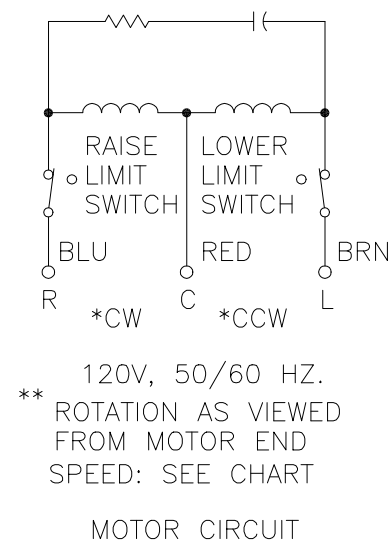 RAISE LOWER
LIMIT LIMIT
SWITCH SWITCH
BLU RED BRN
R C L
*CW *CCW
120V, 50/60 HZ.
** ROTATION AS VIEWED
FROM MOTOR END
SPEED: SEE CHART
MOTOR CIRCUIT